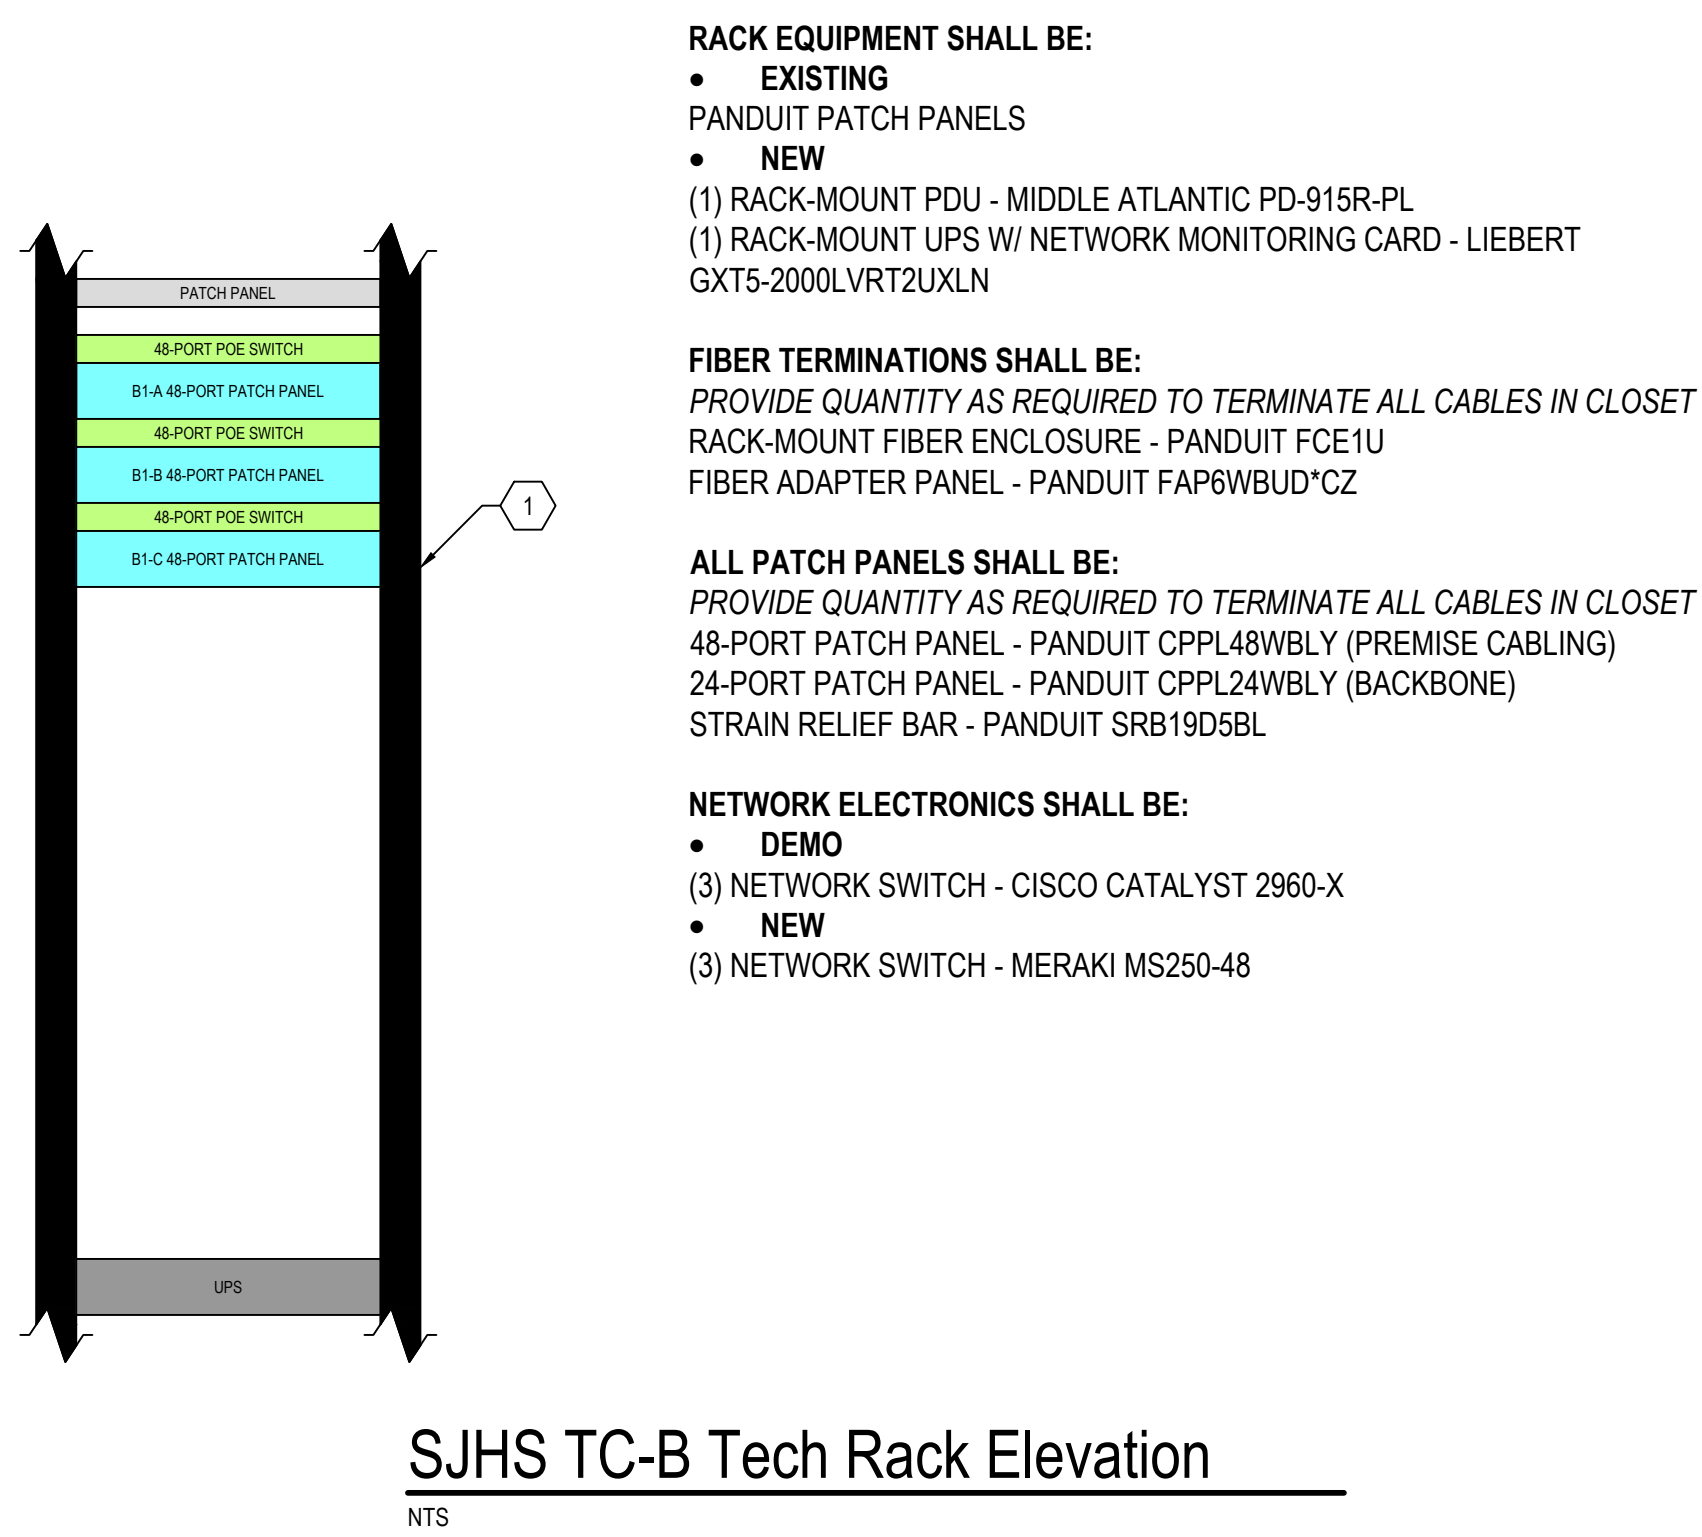 RACK EQUIPMENT SHALL BE:
• EXISTING
PANDUIT PATCH PANELS
• NEW
(1) RACK-MOUNT PDU - MIDDLE ATLANTIC PD-915R-PL
(1) RACK-MOUNT UPS W/ NETWORK MONITORING CARD - LIEBERT
GXT5-2000LVRT2UXLN
FIBER TERMINATIONS SHALL BE:
PROVIDE QUANTITY AS REQUIRED TO TERMINATE ALL CABLES IN CLOSET
RACK-MOUNT FIBER ENCLOSURE - PANDUIT FCE1U
FIBER ADAPTER PANEL - PANDUIT FAP6WBUD*CZ
ALL PATCH PANELS SHALL BE:
PROVIDE QUANTITY AS REQUIRED TO TERMINATE ALL CABLES IN CLOSET
48-PORT PATCH PANEL - PANDUIT CPPL48WBLY (PREMISE CABLING)
24-PORT PATCH PANEL - PANDUIT CPPL24WBLY (BACKBONE)
STRAIN RELIEF BAR - PANDUIT SRB19D5BL
NETWORK ELECTRONICS SHALL BE:
• DEMO
(3) NETWORK SWITCH - CISCO CATALYST 2960-X
• NEW
(3) NETWORK SWITCH - MERAKI MS250-48
PATCH PANEL
48-PORT POE SWITCH
B1-A 48-PORT PATCH PANEL
48-PORT POE SWITCH
B1-B 48-PORT PATCH PANEL
48-PORT POE SWITCH
B1-C 48-PORT PATCH PANEL
1
UPS
SJHS TC-B Tech Rack Elevation
NTS